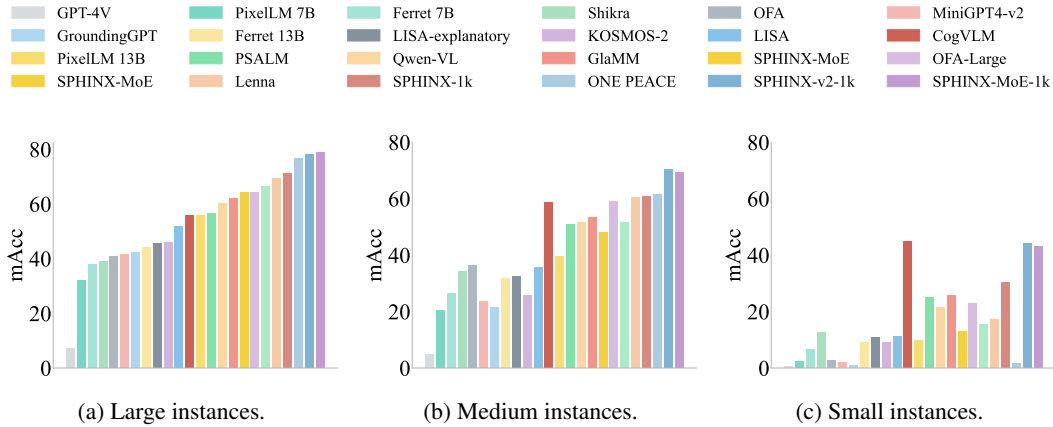 GPT-4V PixelLM 7B Ferret 7B Shikra OFA MiniGPT4-v2
GroundingGPT Ferret 13B LISA-explanatory KOSMOS-2 LISA CogVLM
PixelLM 13B PSALM Qwen-VL GlaMM SPHINX-MoE OFA-Large
SPHINX-MoE Lenna SPHINX-1k ONE PEACE SPHINX-v2-1k SPHINX-MoE-1k
80
60
40
20
0
mAcc
(a) Large instances.
80
60
40
20
0
mAcc
(b) Medium instances.
80
60
40
20
0
mAcc
(c) Small instances.